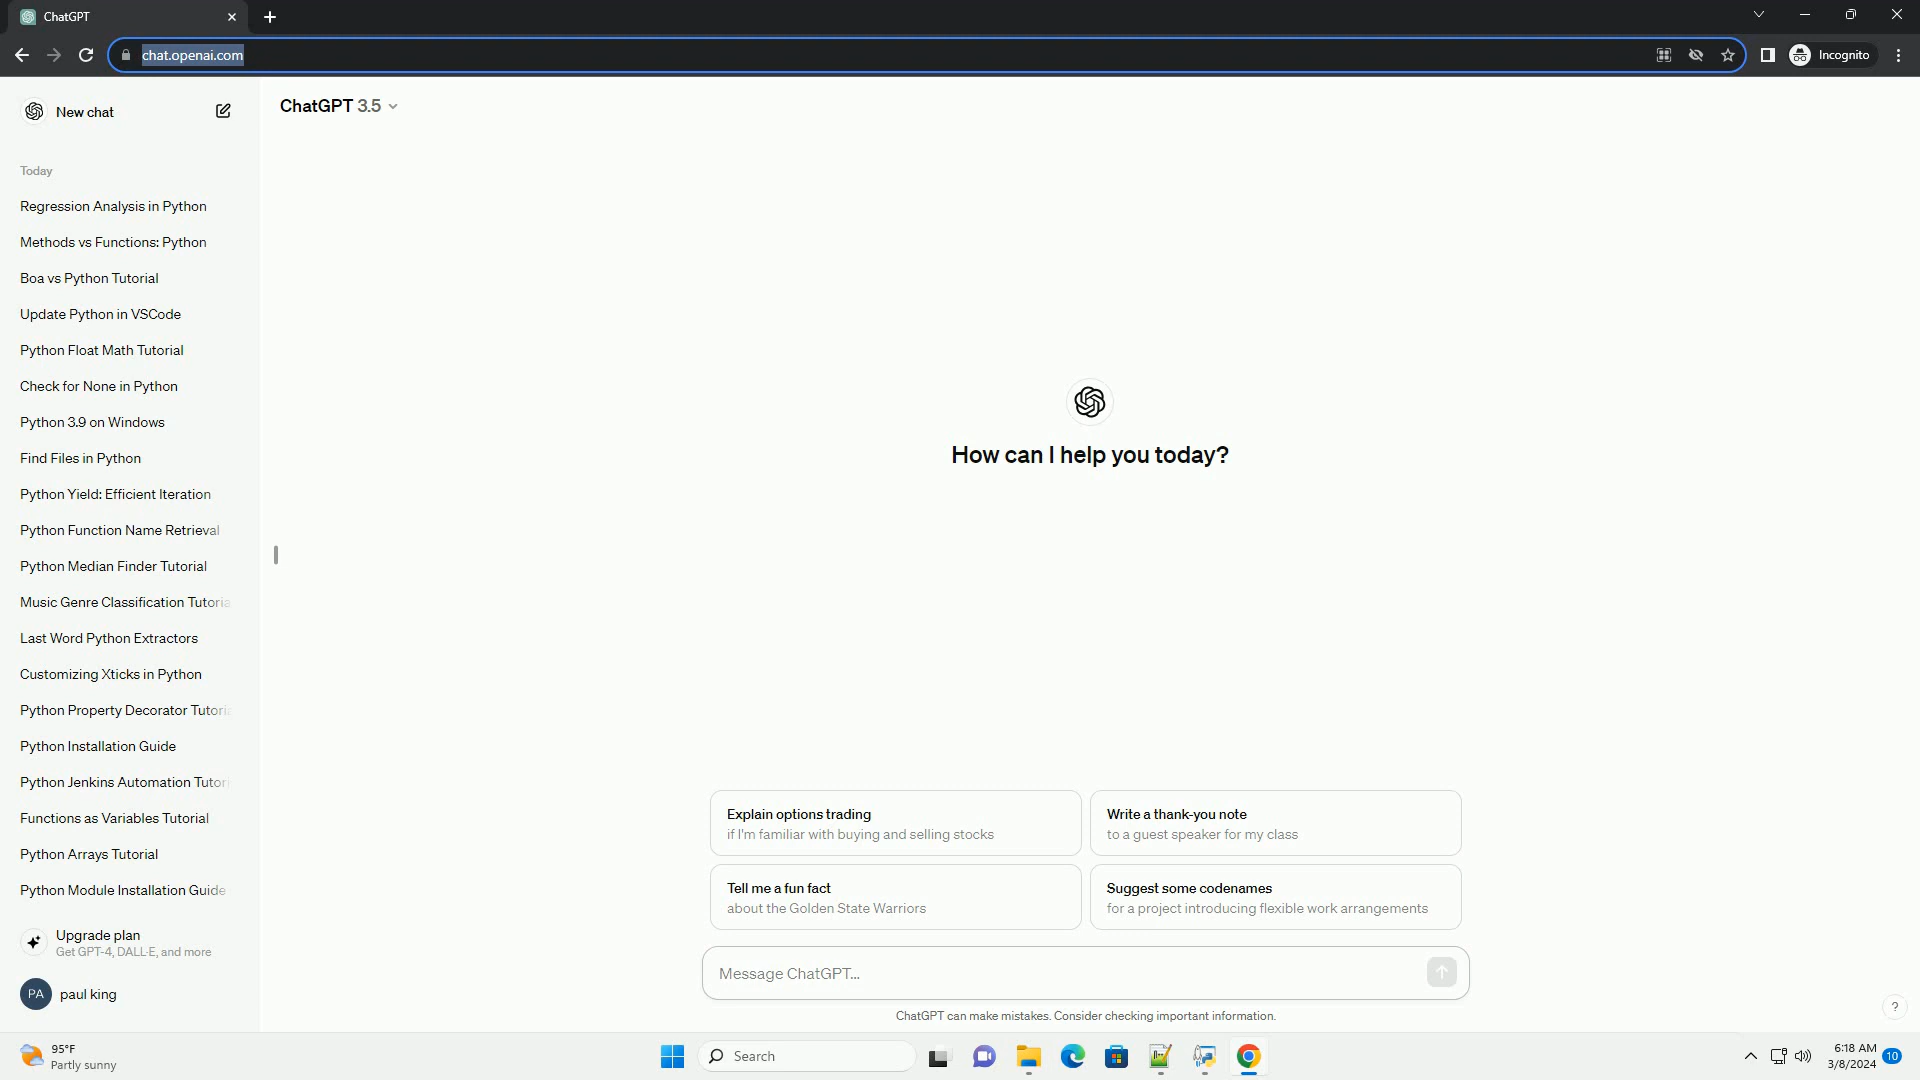 ChatGPT
chat.openai.com
Incognito
New chat
ChatGPT 3.5
Today
Regression Analysis in Python
Methods vs Functions: Python
Boa vs Python Tutorial
Update Python in VSCode
Python Float Math Tutorial
Check for None in Python
Python 3.9 on Windows
Find Files in Python
Python Yield: Efficient Iteration
Python Function Name Retrieval
Python Median Finder Tutorial
Music Genre Classification Tutoria
Last Word Python Extractors
Customizing Xticks in Python
Python Property Decorator Tutoria
Python Installation Guide
Python Jenkins Automation Tutori
Functions as Variables Tutorial
Python Arrays Tutorial
Python Module Installation Guide
Upgrade plan
Get GPT-4, DALL·E, and more
PA paul king
How can I help you today?
Explain options trading
if I'm familiar with buying and selling stocks
Write a thank-you note
to a guest speaker for my class
Tell me a fun fact
about the Golden State Warriors
Suggest some codenames
for a project introducing flexible work arrangements
Message ChatGPT...
ChatGPT can make mistakes. Consider checking important information.
?
95°F
Partly sunny
Search
6:18 AM
3/8/2024
10